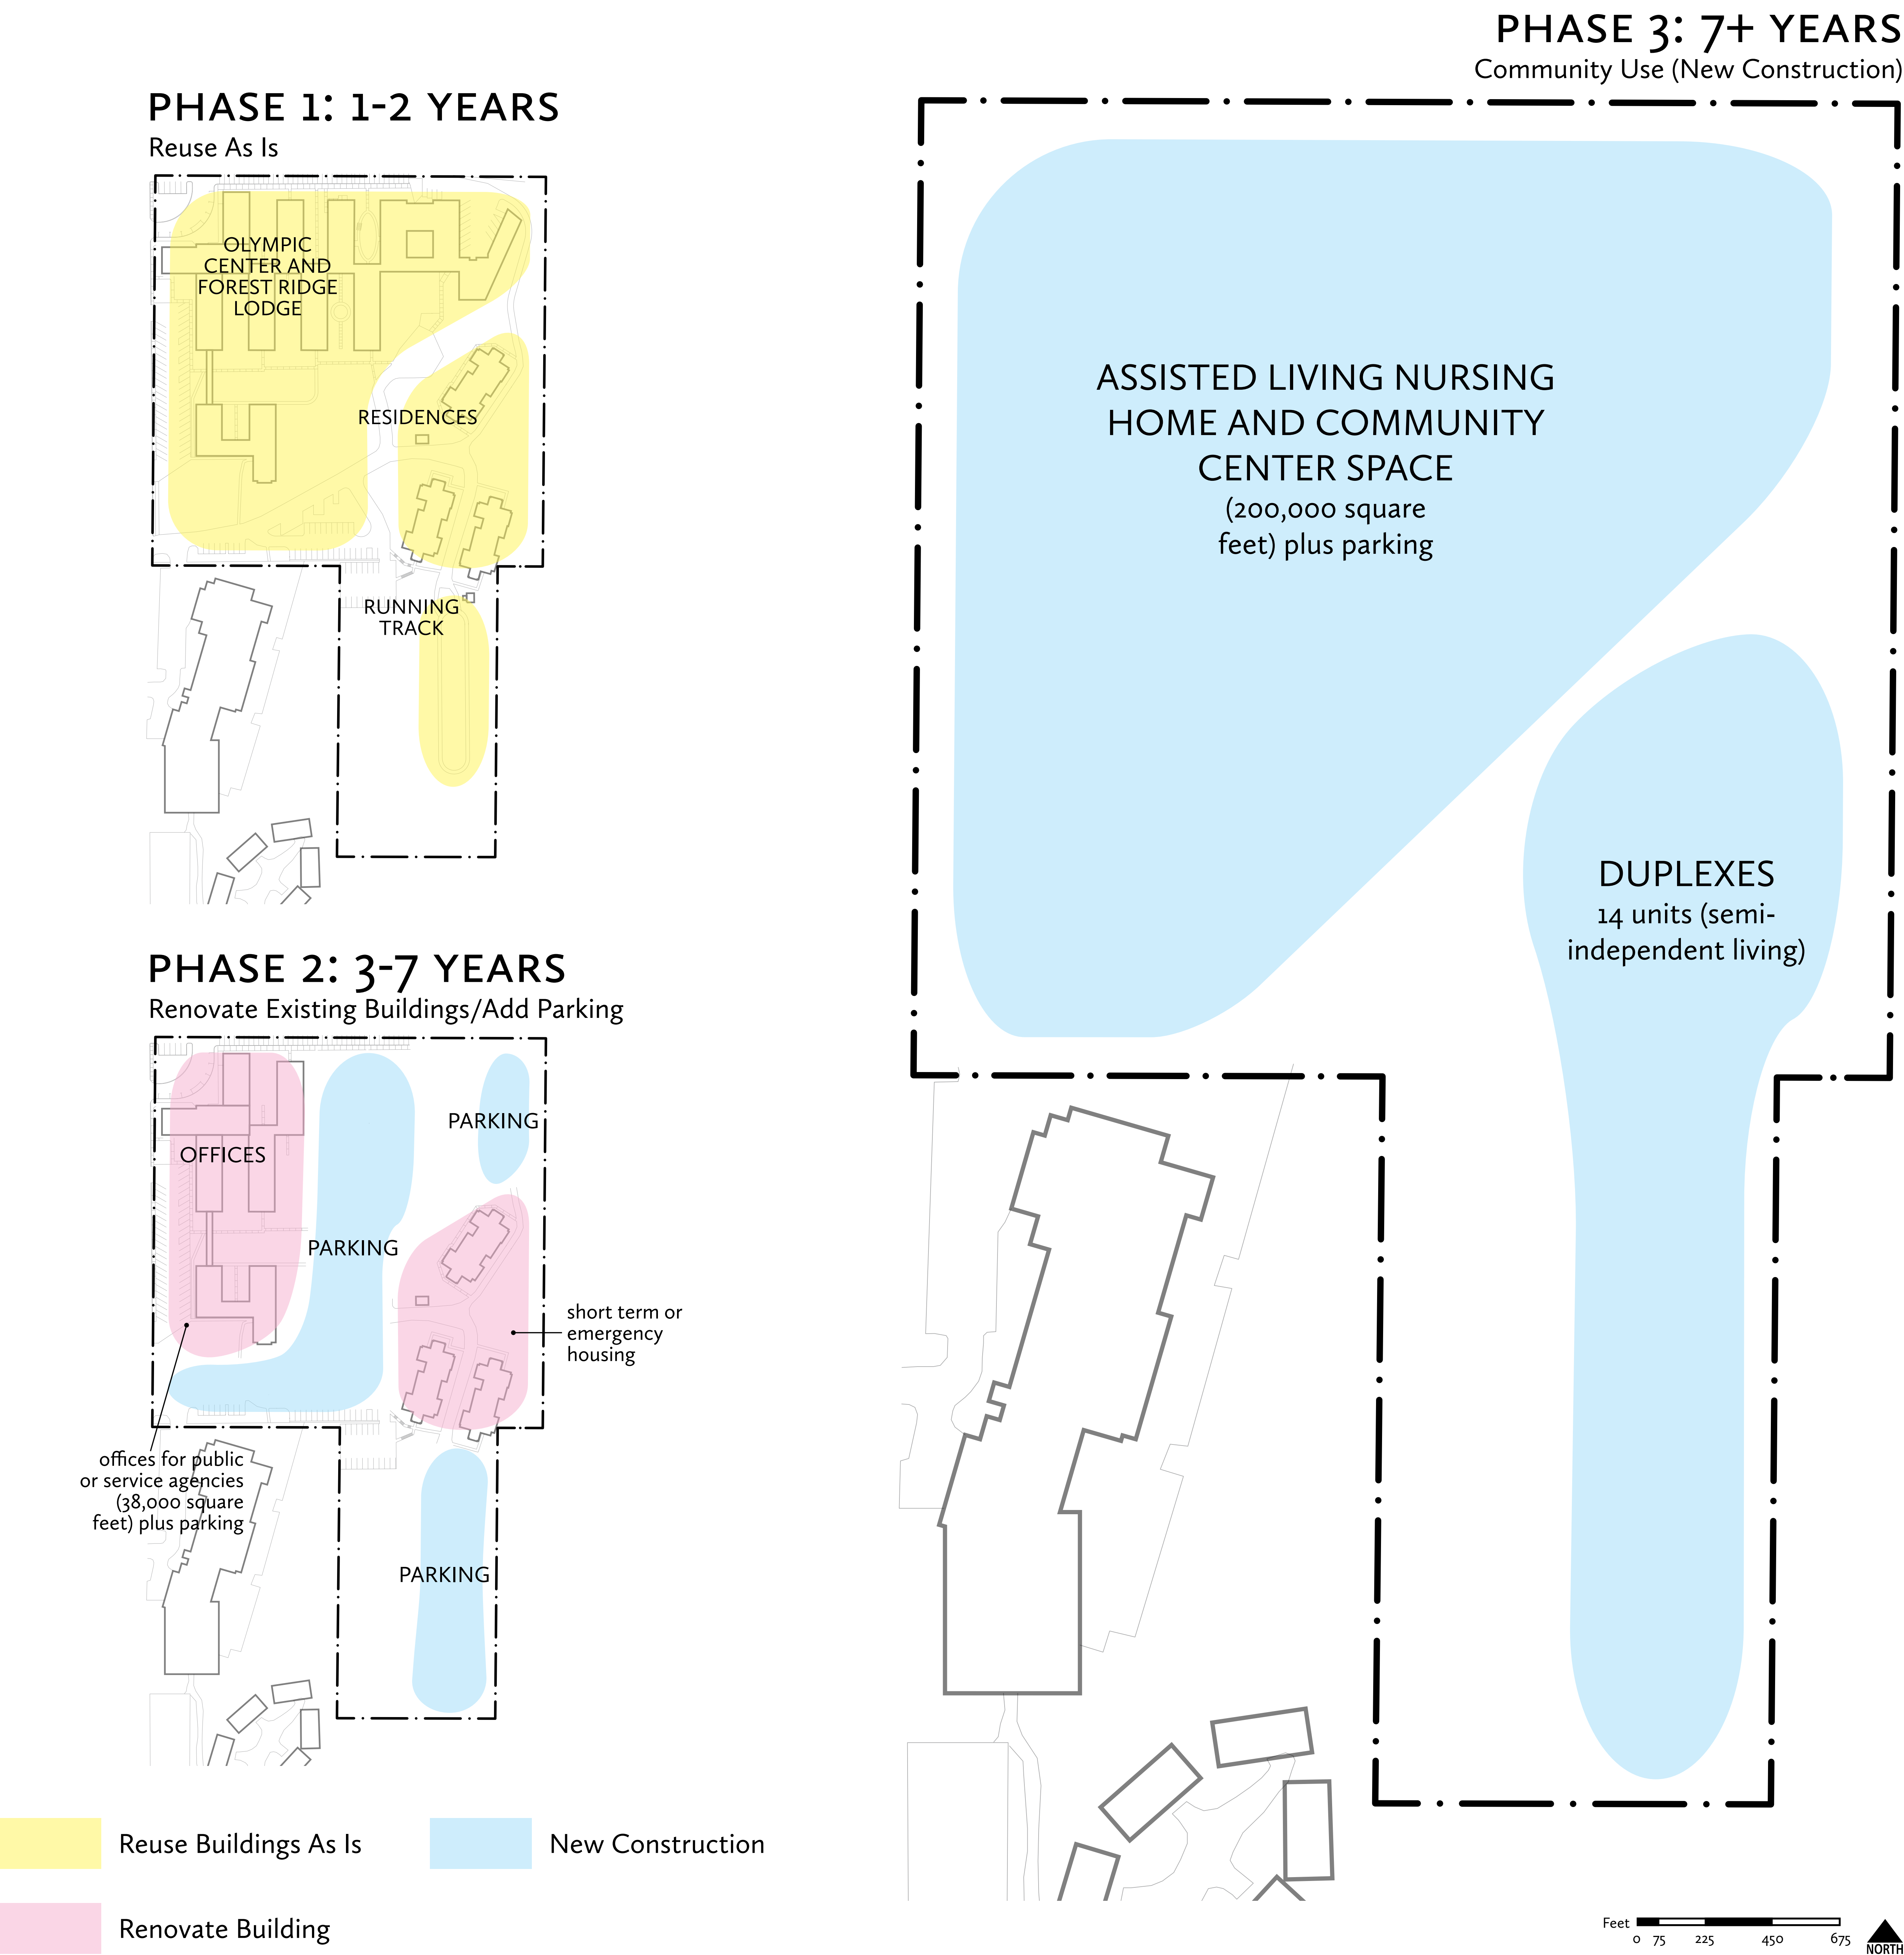 PHASE 3: 7+ YEARS
Community Use (New Construction)
PHASE 1: 1-2 YEARS
Reuse As Is
OLYMPIC
CENTER AND
FOREST RIDGE
LODGE
RESIDENCES
RUNNING
TRACK
ASSISTED LIVING NURSING
HOME AND COMMUNITY
CENTER SPACE
(200,000 square
feet) plus parking
DUPLEXES
14 units (semi-
independent living)
PHASE 2: 3-7 YEARS
Renovate Existing Buildings/Add Parking
PARKING
OFFICES
PARKING
short term or
emergency
housing
offices for public
or service agencies
(38,000 square
feet) plus parking
PARKING
Reuse Buildings As Is
New Construction
Renovate Building
Feet
0 75 225 450 675
NORTH